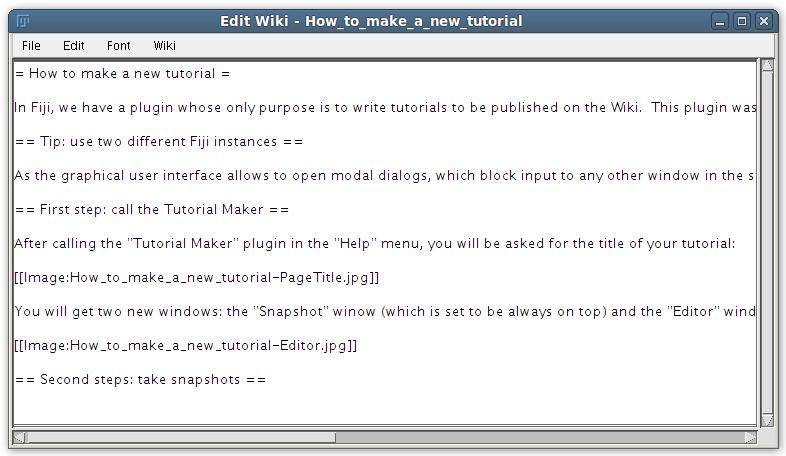 Edit Wiki - How_to_make_a_new_tutorial
File Edit Font Wiki
= How to make a new tutorial =
In Fiji, we have a plugin whose only purpose is to write tutorials to be published on the Wiki. This plugin was
== Tip: use two different Fiji instances ==
As the graphical user interface allows to open modal dialogs, which block input to any other window in the s
== First step: call the Tutorial Maker ==
After calling the "Tutorial Maker" plugin in the "Help" menu, you will be asked for the title of your tutorial:
[[Image:How_to_make_a_new_tutorial-PageTitle.jpg]]
You will get two new windows: the "Snapshot" winow (which is set to be always on top) and the "Editor" wind
[[Image:How_to_make_a_new_tutorial-Editor.jpg]]
== Second steps: take snapshots ==